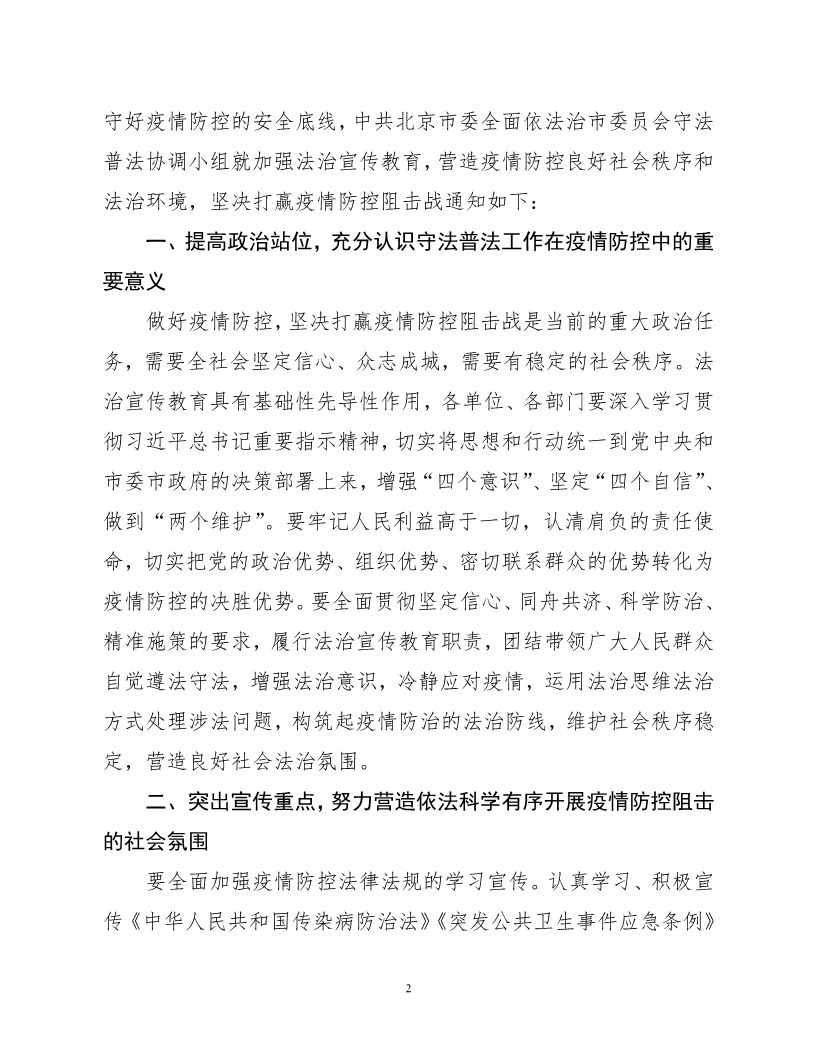 守好疫情防控的安全底线，中共北京市委全面依法治市委员会守法
普法协调小组就加强法治宣传教育，营造疫情防控良好社会秩序和
法治环境，坚决打赢疫情防控阻击战通知如下：
一、提高政治站位，充分认识守法普法工作在疫情防控中的重
要意义
做好疫情防控，坚决打赢疫情防控阻击战是当前的重大政治任
务，需要全社会坚定信心、众志成城，需要有稳定的社会秩序。法
治宣传教育具有基础性先导性作用，各单位、各部门要深入学习贯
彻习近平总书记重要指示精神，切实将思想和行动统一到党中央和
市委市政府的决策部署上来，增强“四个意识”、坚定“四个自信”、
做到“两个维护”。要牢记人民利益高于一切，认清肩负的责任使
命，切实把党的政治优势、组织优势、密切联系群众的优势转化为
疫情防控的决胜优势。要全面贯彻坚定信心、同舟共济、科学防治、
精准施策的要求，履行法治宣传教育职责，团结带领广大人民群众
自觉遵法守法，增强法治意识，冷静应对疫情，运用法治思维法治
方式处理涉法问题，构筑起疫情防治的法治防线，维护社会秩序稳
定，营造良好社会法治氛围。
二、突出宣传重点，努力营造依法科学有序开展疫情防控阻击
的社会氛围
要全面加强疫情防控法律法规的学习宣传。认真学习、积极宣
传《中华人民共和国传染病防治法》《突发公共卫生事件应急条例》
2